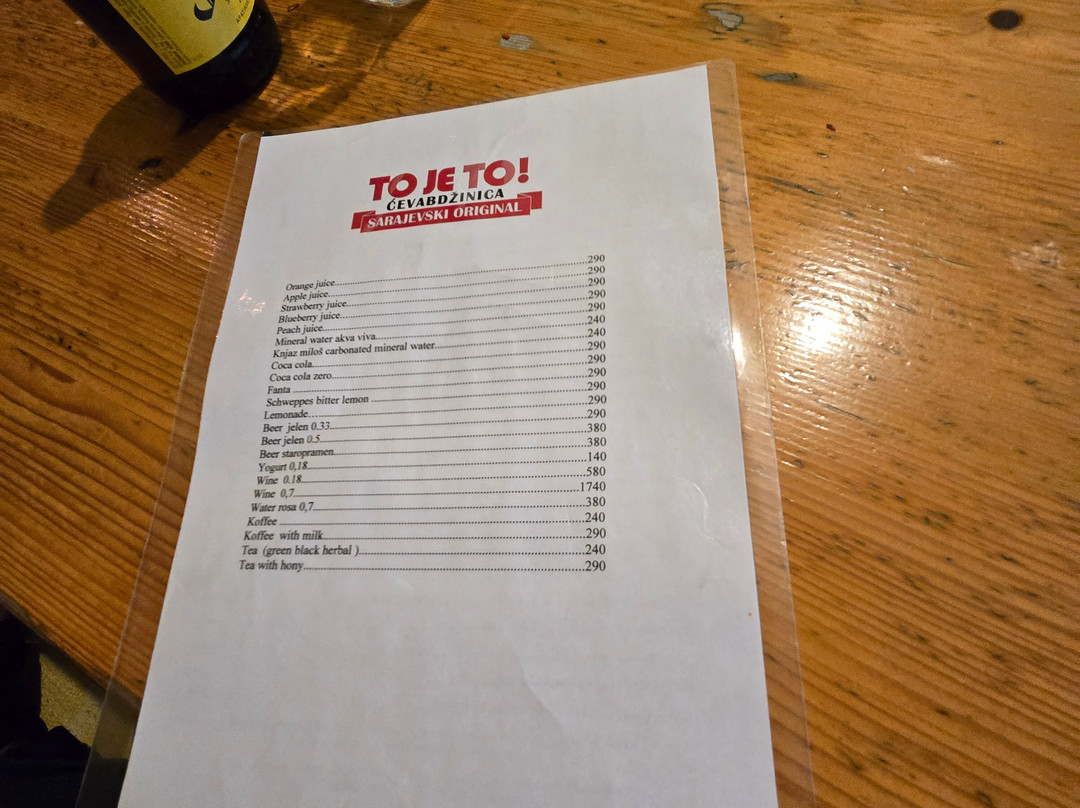 TO JE TO!
ĆEVABDŽINICA
SARAJEVSKI ORIGINAL
Orange juice....290
Apple juice....290
Strawberry juice....290
Blueberry juice....290
Peach juice....290
Mineral water akva viva....240
Knjaz miloš carbonated mineral water....240
Coca cola....290
Coca cola zero....290
Fanta ....290
Schweppes bitter lemon ....290
Lemonade....290
Beer  jelen 0.33....290
Beer jelen 0.5....380
Beer staropramen....380
Yogurt 0,18....140
Wine  0.18....580
Wine  0,7....1740
Water rosa 0,7....380
Koffee ....240
Koffee  with milk....290
Tea  (green black herbal )....240
Tea with hony....290